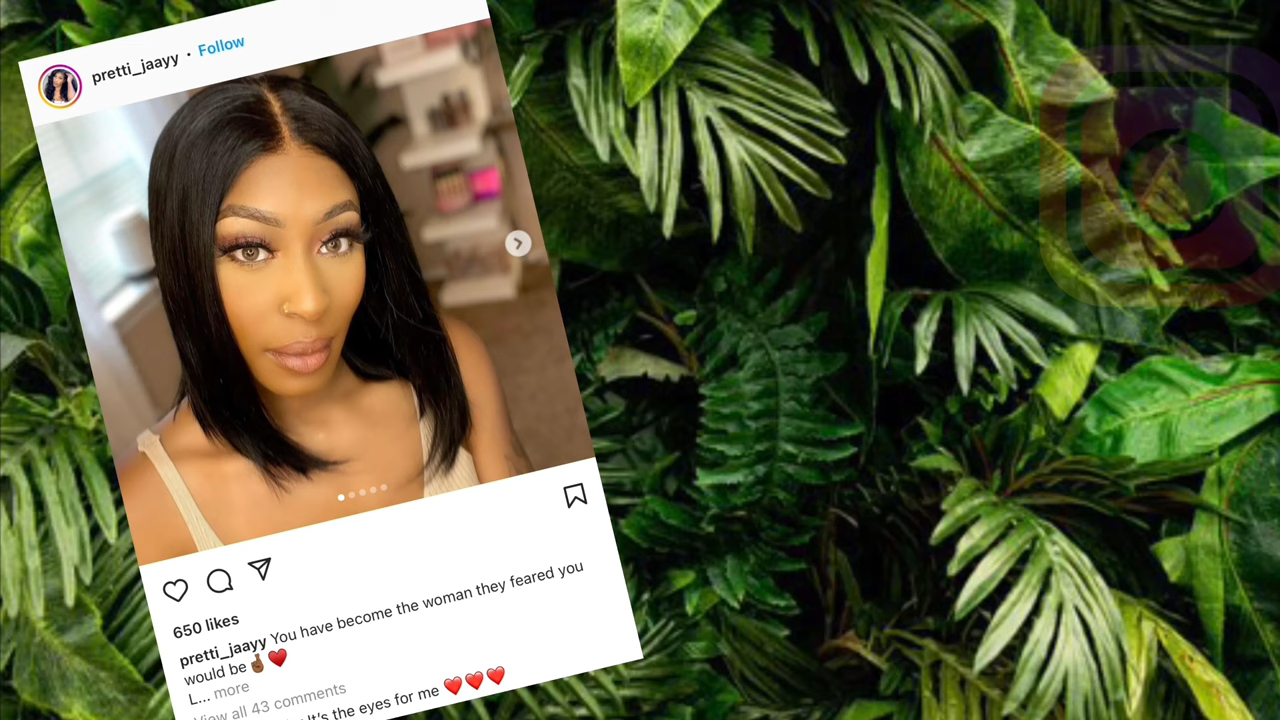 pretti_jaayy • Follow
650 likes
pretti_jaayy You have become the woman they feared you
would be🤞🏾♥️
L... more
View all 43 comments
It's the eyes for me ❤️❤️❤️